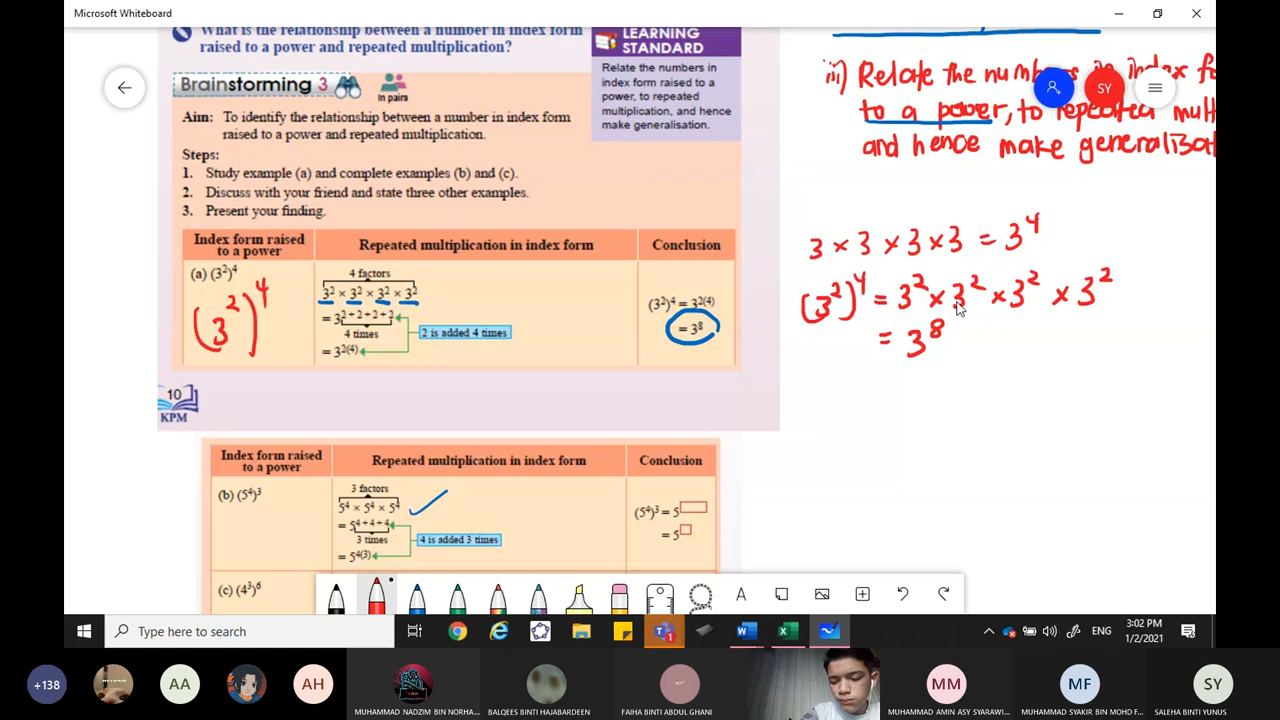 Microsoft Whiteboard
What is the relationship between a number in index form
raised to a power and repeated multiplication?
Brainstorming 3
In pairs
Aim: To identify the relationship between a number in index form
raised to a power and repeated multiplication.
Steps:
1. Study example (a) and complete examples (b) and (c).
2. Discuss with your friend and state three other examples.
3. Present your finding.
LEARNING
STANDARD
Relate the numbers in
index form raised to a
power, to repeated
multiplication, and hence
make generalisation.
Index form raised
to a power
Repeated multiplication in index form
Conclusion
(a) (3²)⁴
(3²)⁴
4 factors
3² × 3² × 3² × 3²
= 3²⁺²⁺²⁺²
4 times
2 is added 4 times
= 3²⁽⁴⁾
(3²)⁴ = 3²⁽⁴⁾
= 3⁸
10
KPM
Index form raised
to a power
Repeated multiplication in index form
Conclusion
(b) (5⁴)³
3 factors
5⁴ × 5⁴ × 5⁴
= 5⁴⁺⁴⁺⁴
3 times
4 is added 3 times
= 5⁴⁽³⁾
(5⁴)³ = 5
= 5
(c) (4³)⁶
iii) Relate the numbers in index
to a power, to repeated
and hence make
SY
3 × 3 × 3 × 3 = 3⁴
(3²)⁴ = 3² × 3² × 3² × 3²
= 3⁸
A
Type here to search
ENG
3:02 PM
1/2/2021
+138
AA
AH
MUHAMMAD NADZIM BIN NORHA...
BALQEES BINTI HAJABARDEEN
FAIHA BINTI ABDUL GHANI
MM
MUHAMMAD AMIN ASY SYARAWI...
MF
MUHAMMAD SYAKIR BIN MOHD F...
SY
SALEHA BINTI YUNUS